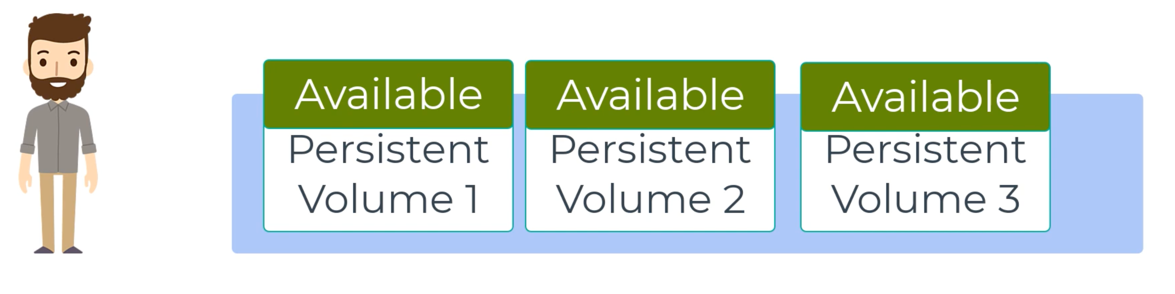 Available
Persistent
Volume 1
Available
Persistent
Volume 2
Available
Persistent
Volume 3